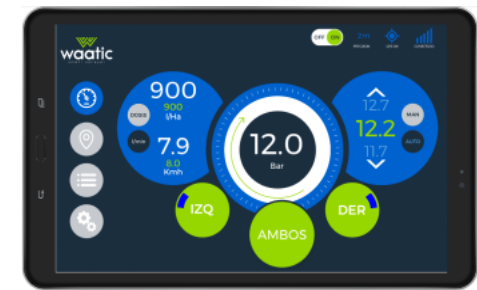 waatic
OFF ON
900
900
l/Ha
DOSIS
l/min
7.9
8.0
Kmh
12.0
Bar
12.7
12.2
11.7
MAN
AUTO
IZQ
AMBOS
DER